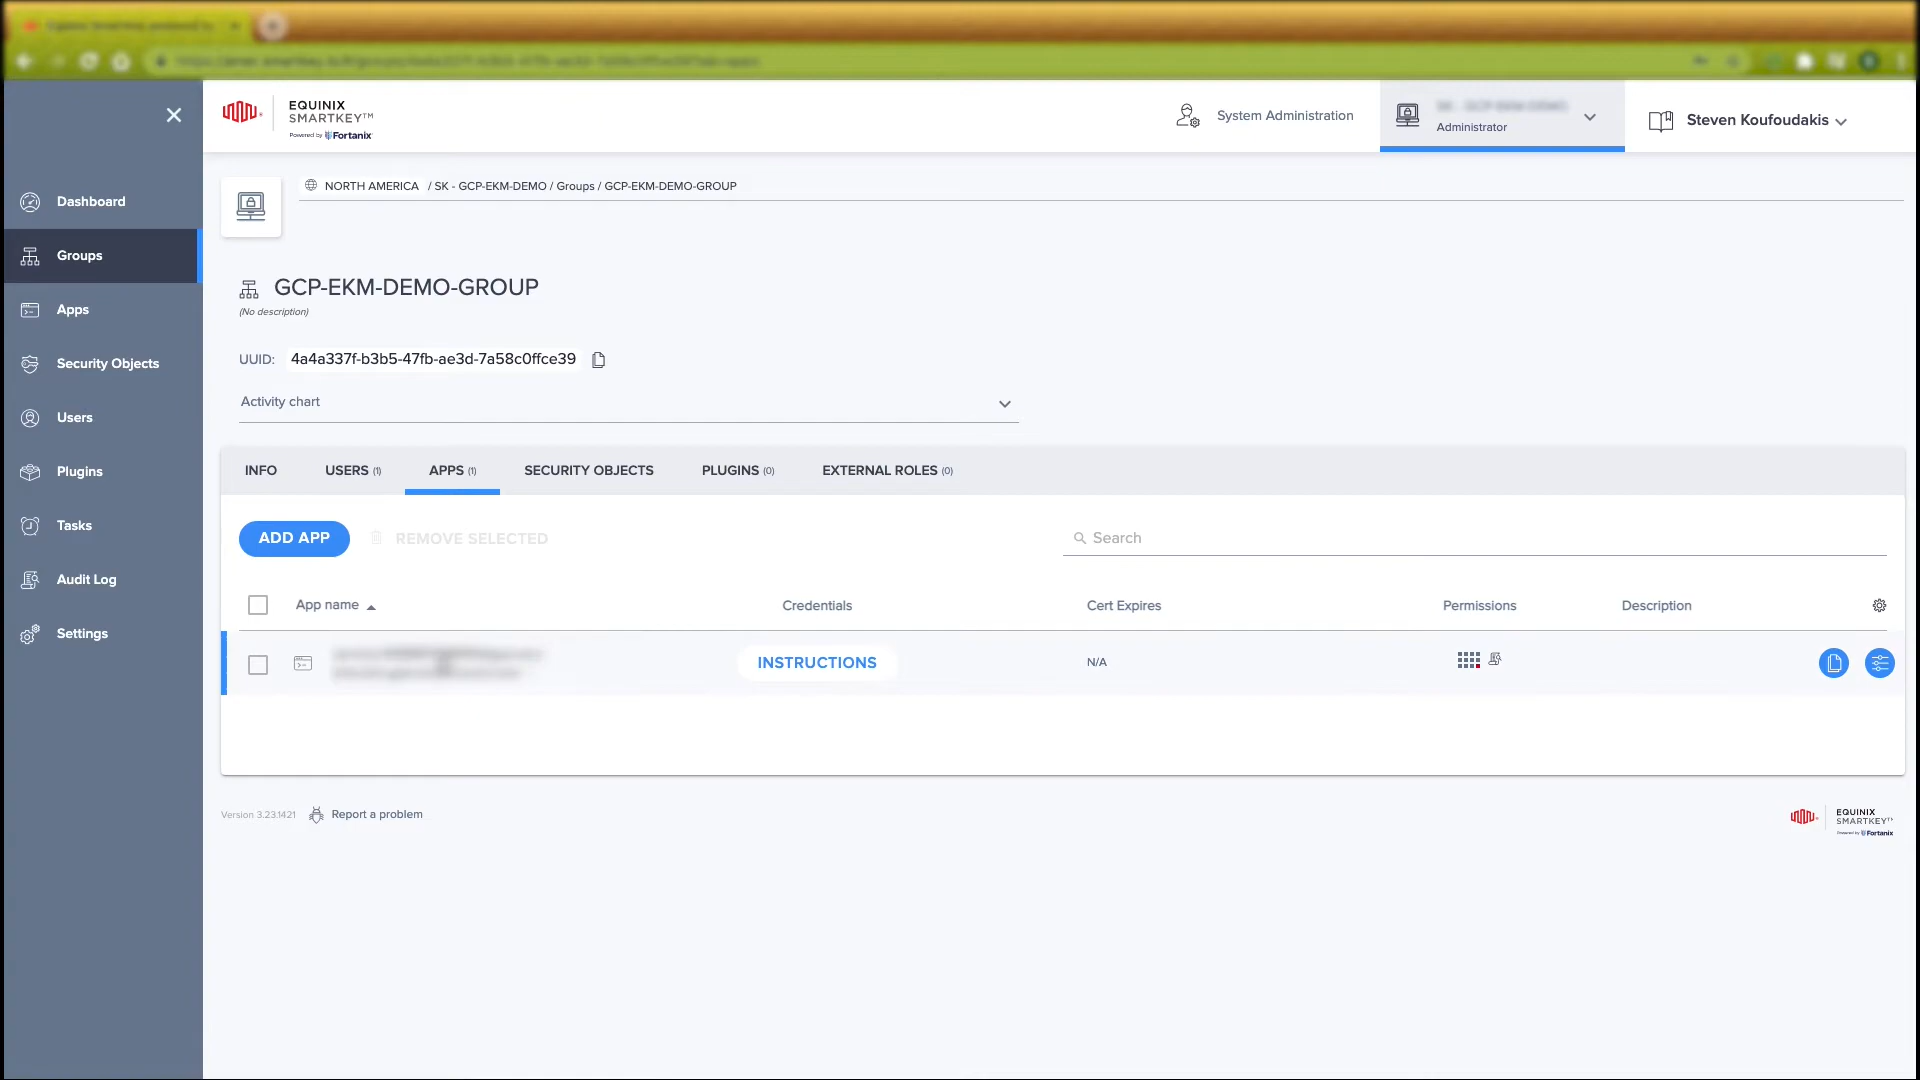 EQUINIX
SMARTKEY™
Powered by Fortanix
System Administration
Administrator
Steven Koufoudakis
NORTH AMERICA / SK - GCP-EKM-DEMO / Groups / GCP-EKM-DEMO-GROUP
Dashboard
Groups
Apps
Security Objects
Users
Plugins
Tasks
Audit Log
Settings
GCP-EKM-DEMO-GROUP
(No description)
UUID: 4a4a337f-b3b5-47fb-ae3d-7a58c0ffce39
Activity chart
INFO USERS (1) APPS (1) SECURITY OBJECTS PLUGINS (0) EXTERNAL ROLES (0)
ADD APP REMOVE SELECTED Search
App name Credentials Cert Expires Permissions Description
INSTRUCTIONS N/A
Version 3.23.1421 Report a problem
EQUINIX
SMARTKEY™
Powered by Fortanix